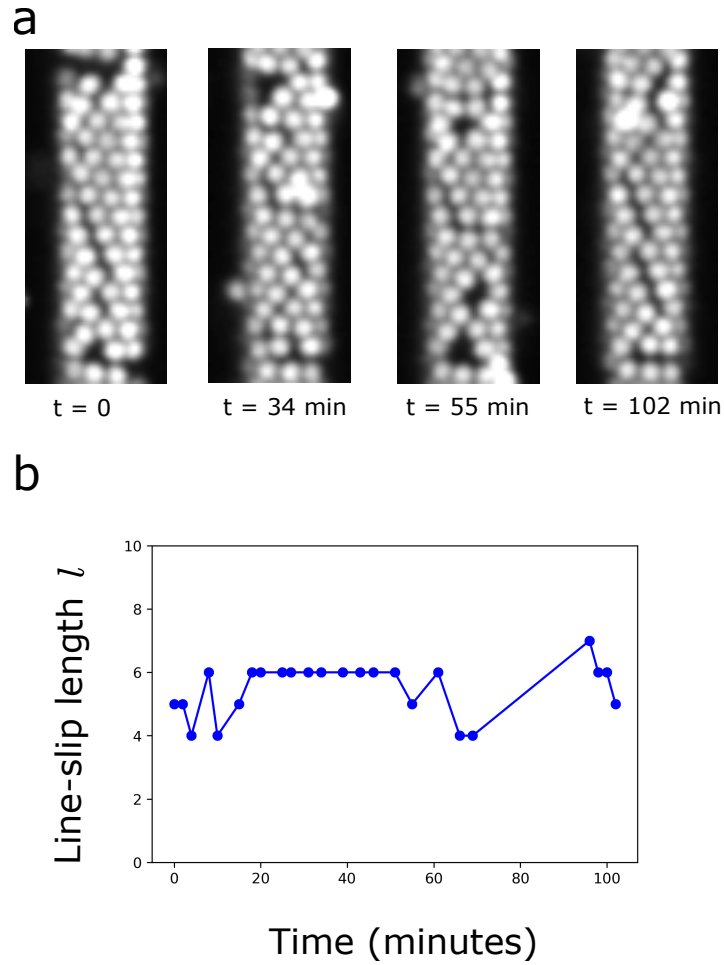 a
t = 0
t = 34 min
t = 55 min
t = 102 min
b
Line-slip length l
10
8
6
4
2
0
0
20
40
60
80
100
Time (minutes)